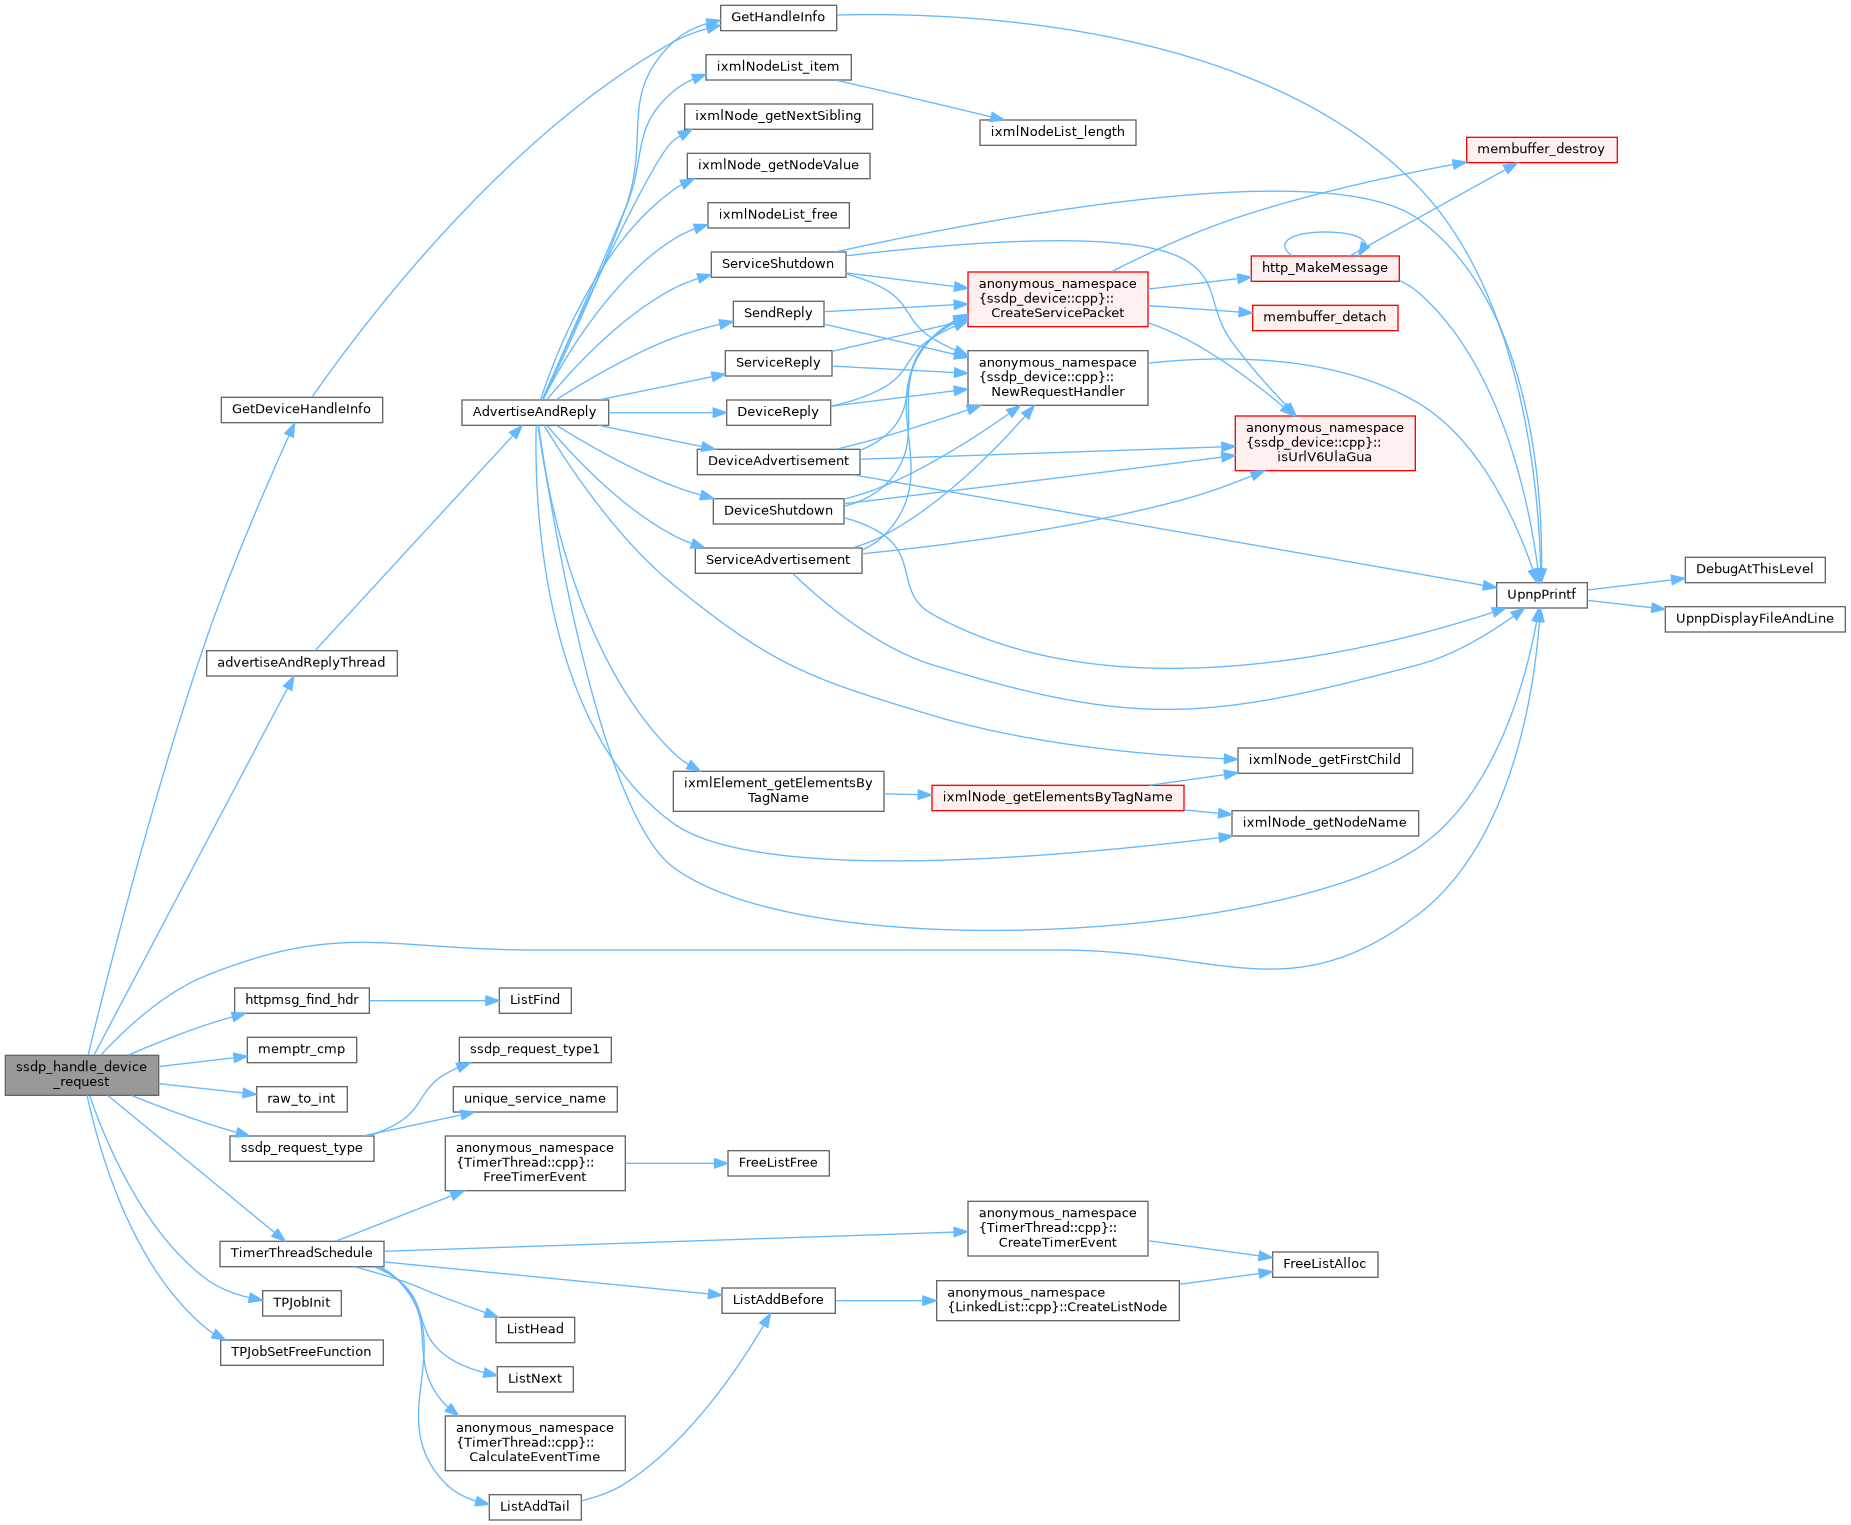 GetHandleInfo
ixmlNodeList_item
ixmlNode_getNextSibling
ixmlNodeList_length
membuffer_destroy
ixmlNode_getNodeValue
ixmlNodeList_free
ServiceShutdown
http_MakeMessage
anonymous_namespace
{ssdp_device::cpp}::
CreateServicePacket
SendReply
membuffer_detach
ServiceReply
anonymous_namespace
{ssdp_device::cpp}::
NewRequestHandler
GetDeviceHandleInfo
AdvertiseAndReply
DeviceReply
anonymous_namespace
{ssdp_device::cpp}::
isUrlV6UlaGua
DeviceAdvertisement
DeviceShutdown
ServiceAdvertisement
DebugAtThisLevel
UpnpPrintf
UpnpDisplayFileAndLine
advertiseAndReplyThread
ixmlNode_getFirstChild
ixmlElement_getElementsBy
TagName
ixmlNode_getElementsByTagName
ixmlNode_getNodeName
httpmsg_find_hdr
ListFind
memptr_cmp
ssdp_request_type1
ssdp_handle_device
_request
raw_to_int
unique_service_name
ssdp_request_type
anonymous_namespace
{TimerThread::cpp}::
FreeTimerEvent
FreeListFree
anonymous_namespace
{TimerThread::cpp}::
CreateTimerEvent
TimerThreadSchedule
FreeListAlloc
TPJobInit
ListAddBefore
anonymous_namespace
{LinkedList::cpp}::CreateListNode
ListHead
TPJobSetFreeFunction
ListNext
anonymous_namespace
{TimerThread::cpp}::
CalculateEventTime
ListAddTail